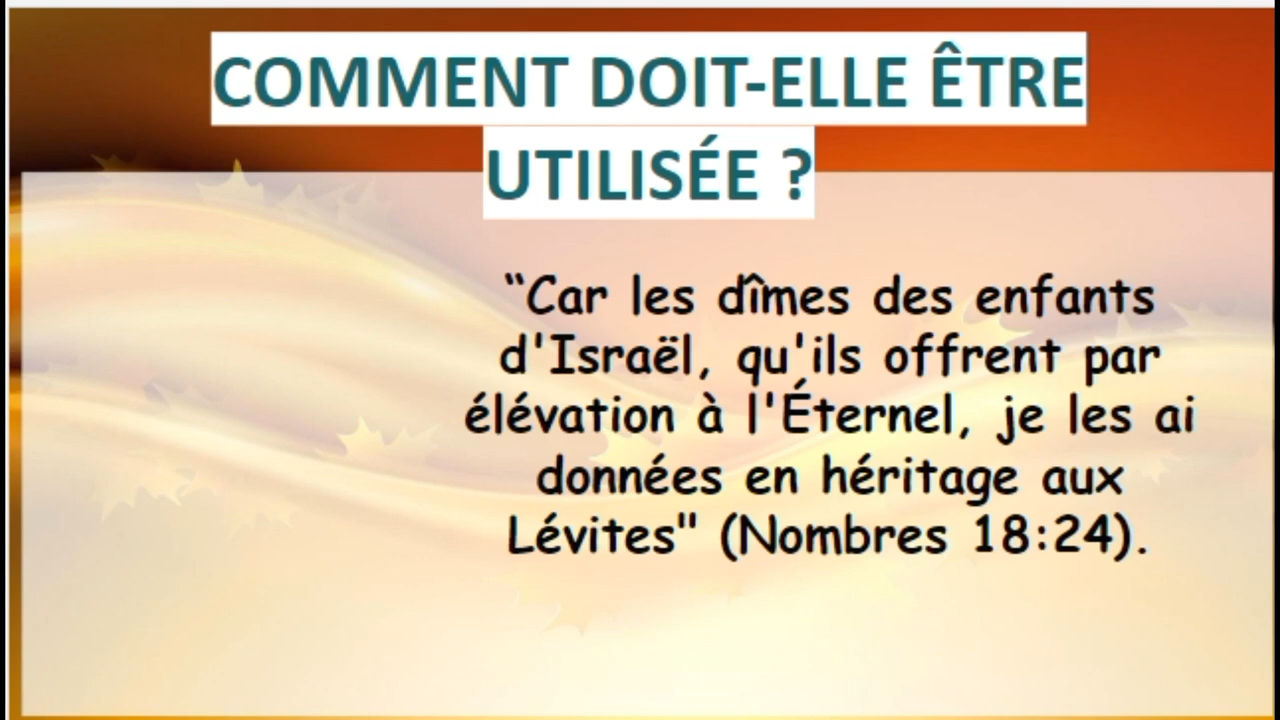 COMMENT DOIT-ELLE ÊTRE
UTILISÉE ?
“Car les dîmes des enfants
d'Israël, qu'ils offrent par
élévation à l'Éternel, je les ai
données en héritage aux
Lévites" (Nombres 18:24).